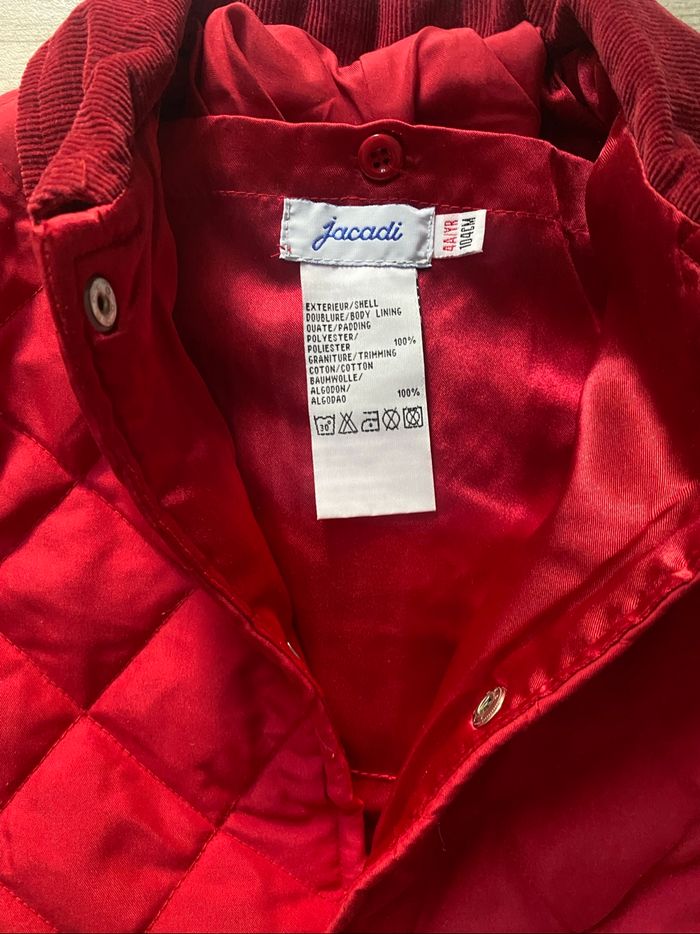 jacadi
4A/YR
104CM
EXTERIEUR/SHELL
DOUBLURE/BODY LINING
OUATE/PADDING
POLYESTER/
POLIESTER 100%
GRANITURE/TRIMMING
COTON/COTTON
BAUMWOLLE/
ALGODON/
ALGODAO 100%
30°